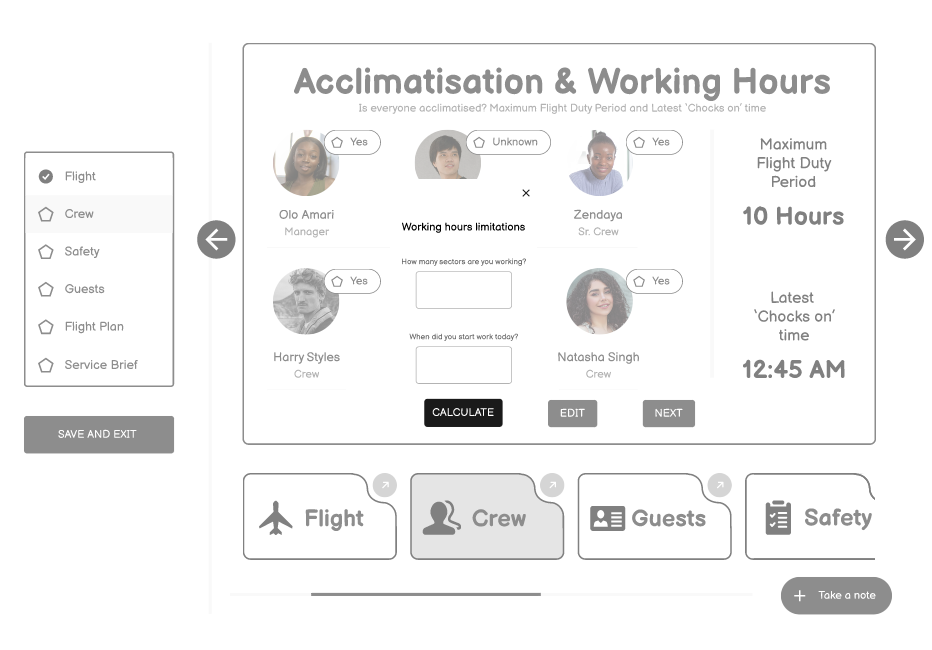 Acclimatisation & Working Hours
Is everyone acclimatised? Maximum Flight Duty Period and Latest ‘Chocks on’ time
Flight
Crew
Safety
Guests
Flight Plan
Service Brief
SAVE AND EXIT
Yes
Olo Amari
Manager
Unknown
Yes
Zendaya
Sr. Crew
Yes
Harry Styles
Crew
Yes
Natasha Singh
Crew
Working hours limitations
How many sectors are you working?
When did you start work today?
CALCULATE
EDIT
NEXT
Maximum
Flight Duty
Period
10 Hours
Latest
‘Chocks on’
time
12:45 AM
Flight
Crew
Guests
Safety
Take a note